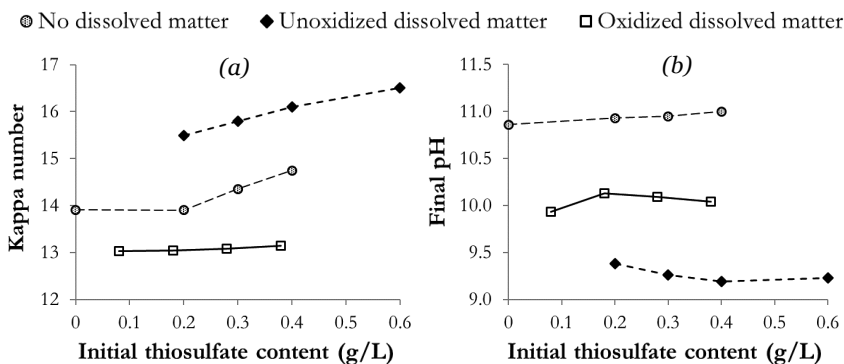 No dissolved matter Unoxidized dissolved matter Oxidized dissolved matter
(a)
17
16
15
14
13
12
Kappa number
0 0.1 0.2 0.3 0.4 0.5 0.6
Initial thiosulfate content (g/L)
(b)
11.5
11.0
10.5
10.0
9.5
9.0
Final pH
0 0.1 0.2 0.3 0.4 0.5 0.6
Initial thiosulfate content (g/L)